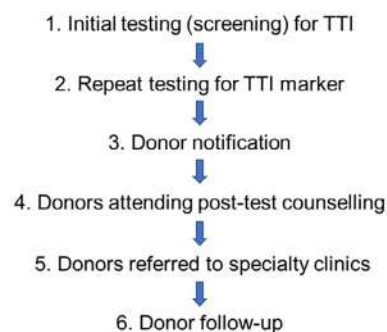 1. Initial testing (screening) for TTI
2. Repeat testing for TTI marker
3. Donor notification
4. Donors attending post-test counselling
5. Donors referred to specialty clinics
6. Donor follow-up